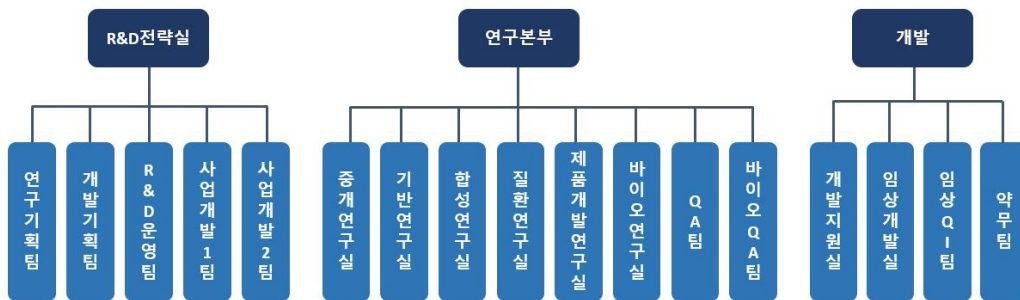 R&D전략실
연구본부
개발
연구기획팀
개발기획팀
R&D운영팀
사업개발1팀
사업개발2팀
중개연구실
기반연구실
합성연구실
질환연구실
제품개발연구실
바이오연구실
QA팀
바이오QA팀
개발지원실
임상개발실
임상QI팀
약무팀